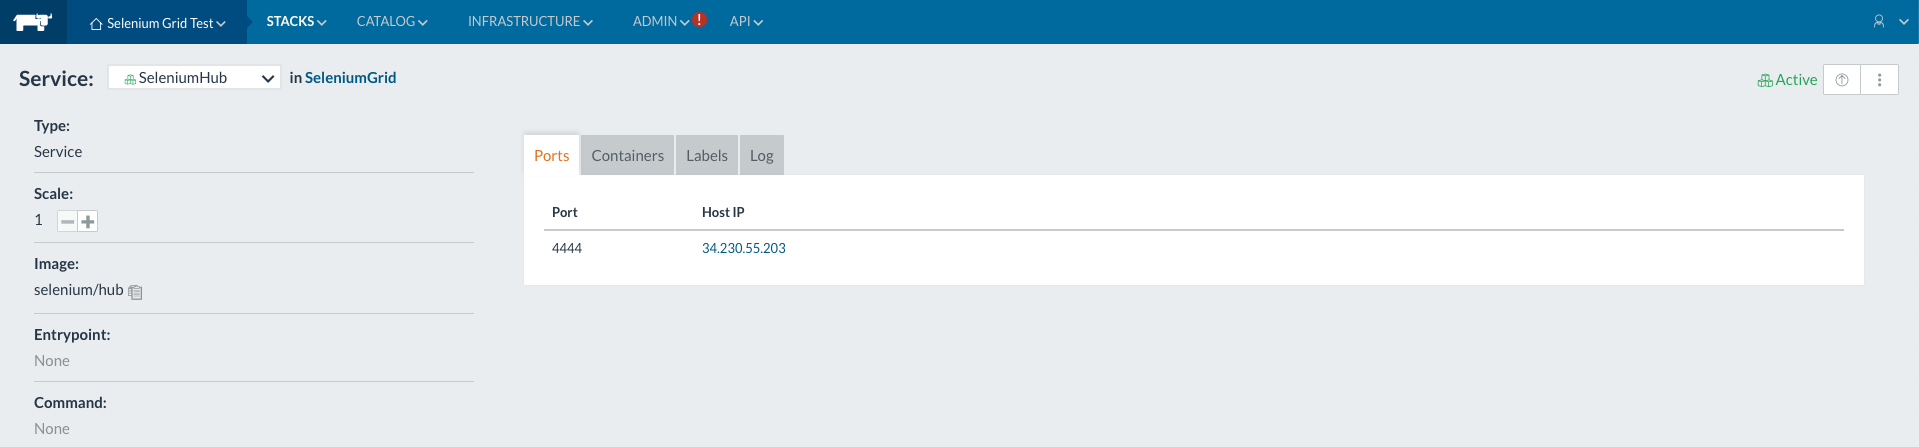 Selenium Grid Test STACKS CATALOG INFRASTRUCTURE ADMIN ! API
Service: SeleniumHub in SeleniumGrid Active
Type:
Service
Scale:
1
Image:
selenium/hub
Entrypoint:
None
Command:
None
Ports Containers Labels Log
Port Host IP
4444 34.230.55.203